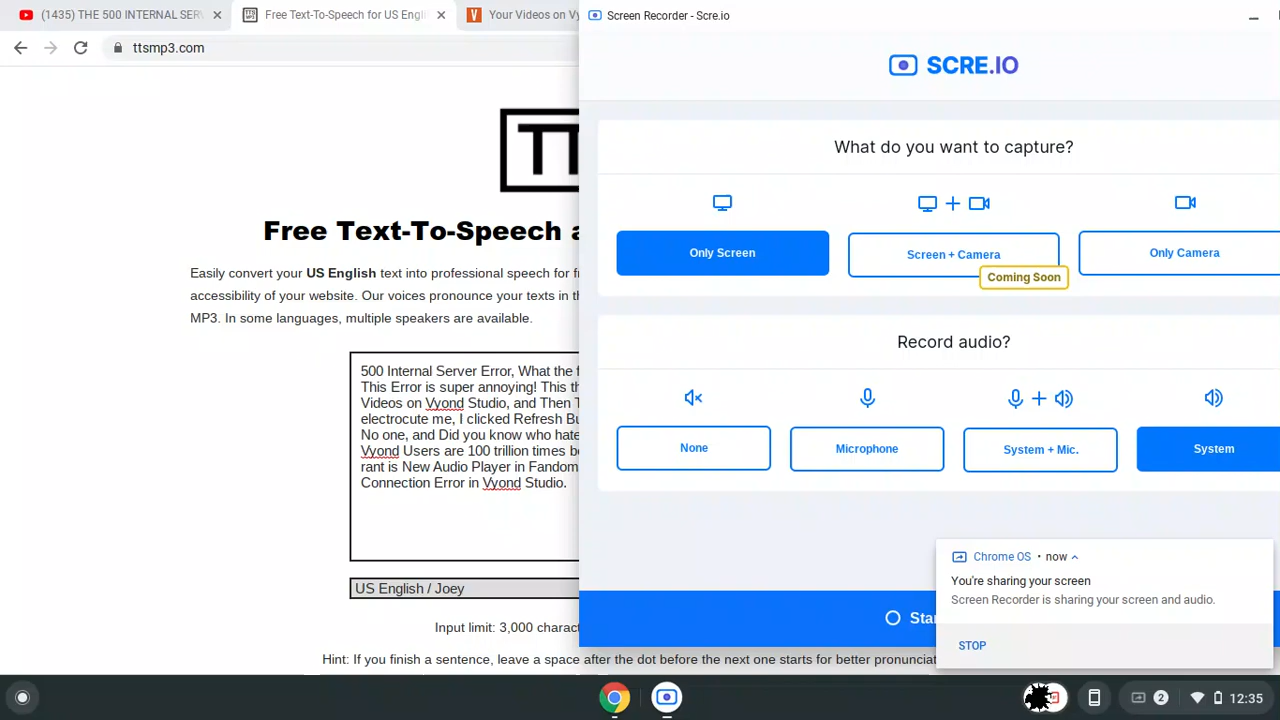 (1435) THE 500 INTERNAL SER
Free Text-To-Speech for US Engli
Your Videos on Vy
ttsmp3.com
Free Text-To-Speech a
Easily convert your US English text into professional speech for f
accessibility of your website. Our voices pronounce your texts in th
MP3. In some languages, multiple speakers are available.
500 Internal Server Error, What the f
This Error is super annoying! This th
Videos on Vyond Studio, and Then T
electrocute me, I clicked Refresh Bu
No one, and Did you know who hate
Vyond Users are 100 trillion times be
rant is New Audio Player in Fandom
Connection Error in Vyond Studio.
US English / Joey
Input limit: 3,000 charact
Hint: If you finish a sentence, leave a space after the dot before the next one starts for better pronunciat
Screen Recorder - Scre.io
SCRE.IO
What do you want to capture?
Only Screen
Screen + Camera
Only Camera
Coming Soon
Record audio?
None
Microphone
System + Mic.
System
Star
Chrome OS • now
You're sharing your screen
Screen Recorder is sharing your screen and audio.
STOP
2
12:35